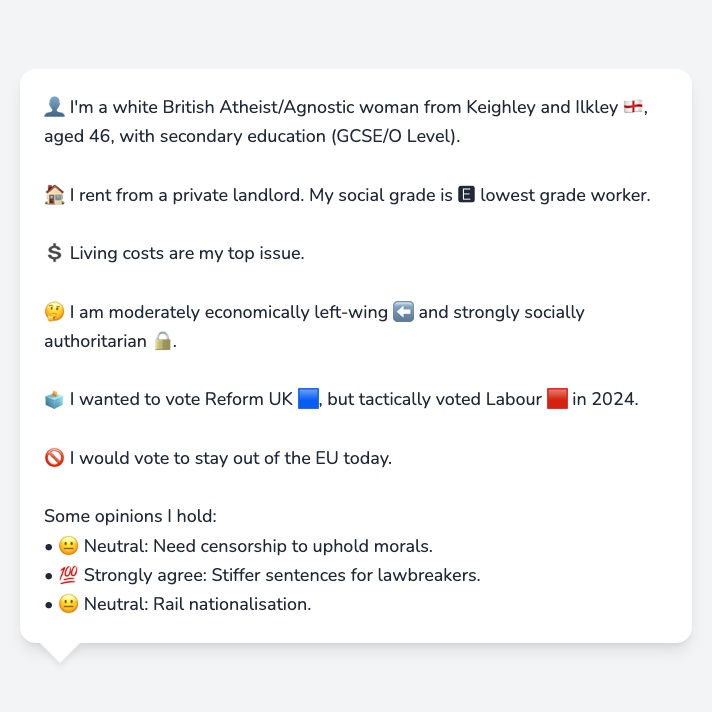 👤 I'm a white British Atheist/Agnostic woman from Keighley and Ilkley 🏴󠁧󠁢󠁥󠁮󠁧󠁿,
aged 46, with secondary education (GCSE/O Level).
🏠 I rent from a private landlord. My social grade is 🅴 lowest grade worker.
💲 Living costs are my top issue.
🤔 I am moderately economically left-wing ⬅️ and strongly socially
authoritarian 🔒.
🗳️ I wanted to vote Reform UK 🟦, but tactically voted Labour 🟥 in 2024.
🚫 I would vote to stay out of the EU today.
Some opinions I hold:
• 😐 Neutral: Need censorship to uphold morals.
• 💯 Strongly agree: Stiffer sentences for lawbreakers.
• 😐 Neutral: Rail nationalisation.